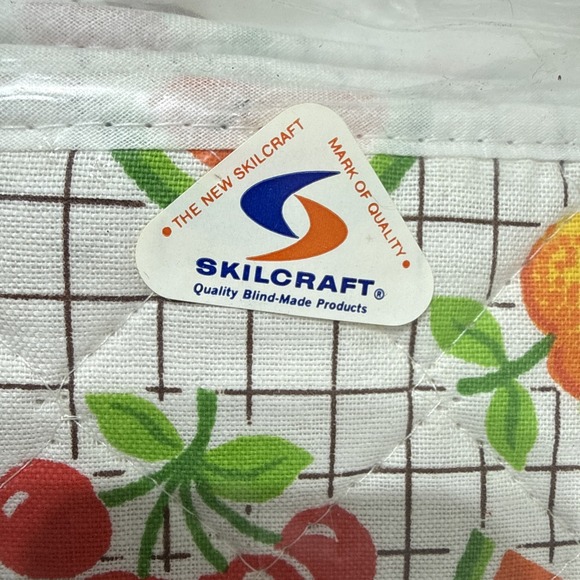 • THE NEW SKILCRAFT
MARK OF QUALITY •
SKILCRAFT®
Quality Blind-Made Products